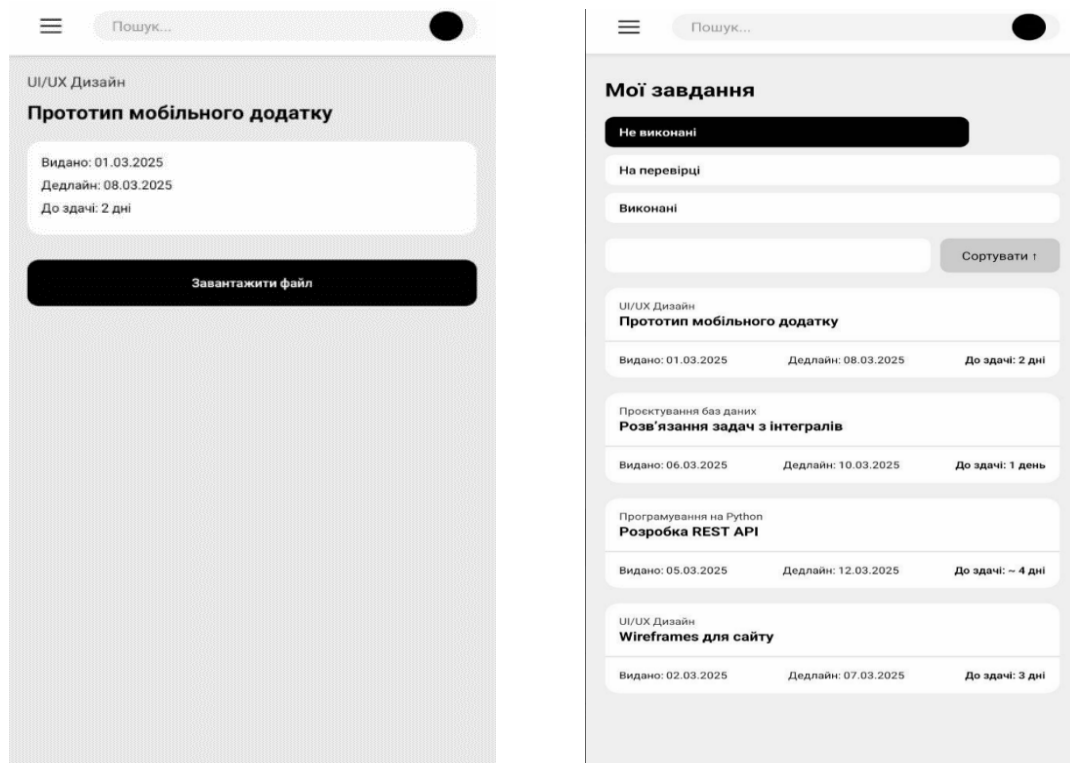 Пошук...
UI/UX Дизайн
Прототип мобільного додатку
Видано: 01.03.2025
Дедлайн: 08.03.2025
До здачі: 2 дні
Завантажити файл
Пошук...
Мої завдання
Не виконані
На перевірці
Виконані
Сортувати ↑
UI/UX Дизайн
Прототип мобільного додатку
Видано: 01.03.2025 Дедлайн: 08.03.2025 До здачі: 2 дні
Проєктування баз даних
Розв'язання задач з інтегралів
Видано: 06.03.2025 Дедлайн: 10.03.2025 До здачі: 1 день
Програмування на Python
Розробка REST API
Видано: 05.03.2025 Дедлайн: 12.03.2025 До здачі: ~ 4 дні
UI/UX Дизайн
Wireframes для сайту
Видано: 02.03.2025 Дедлайн: 07.03.2025 До здачі: 3 дні